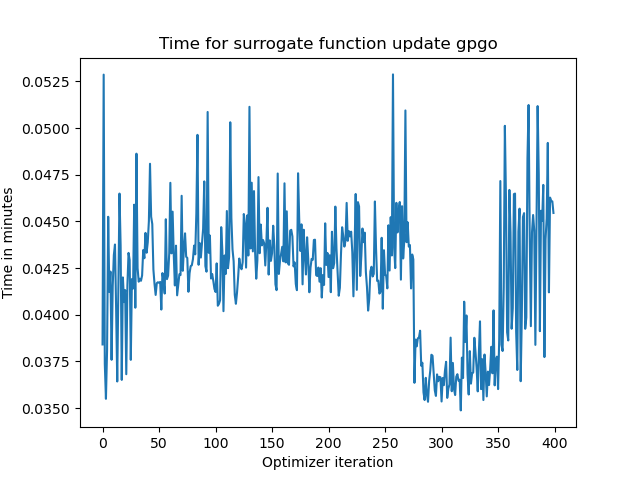 Time for surrogate function update gpgo
0.0525
0.0500
0.0475
0.0450
0.0425
0.0400
0.0375
0.0350
Time in minutes
0 50 100 150 200 250 300 350 400
Optimizer iteration